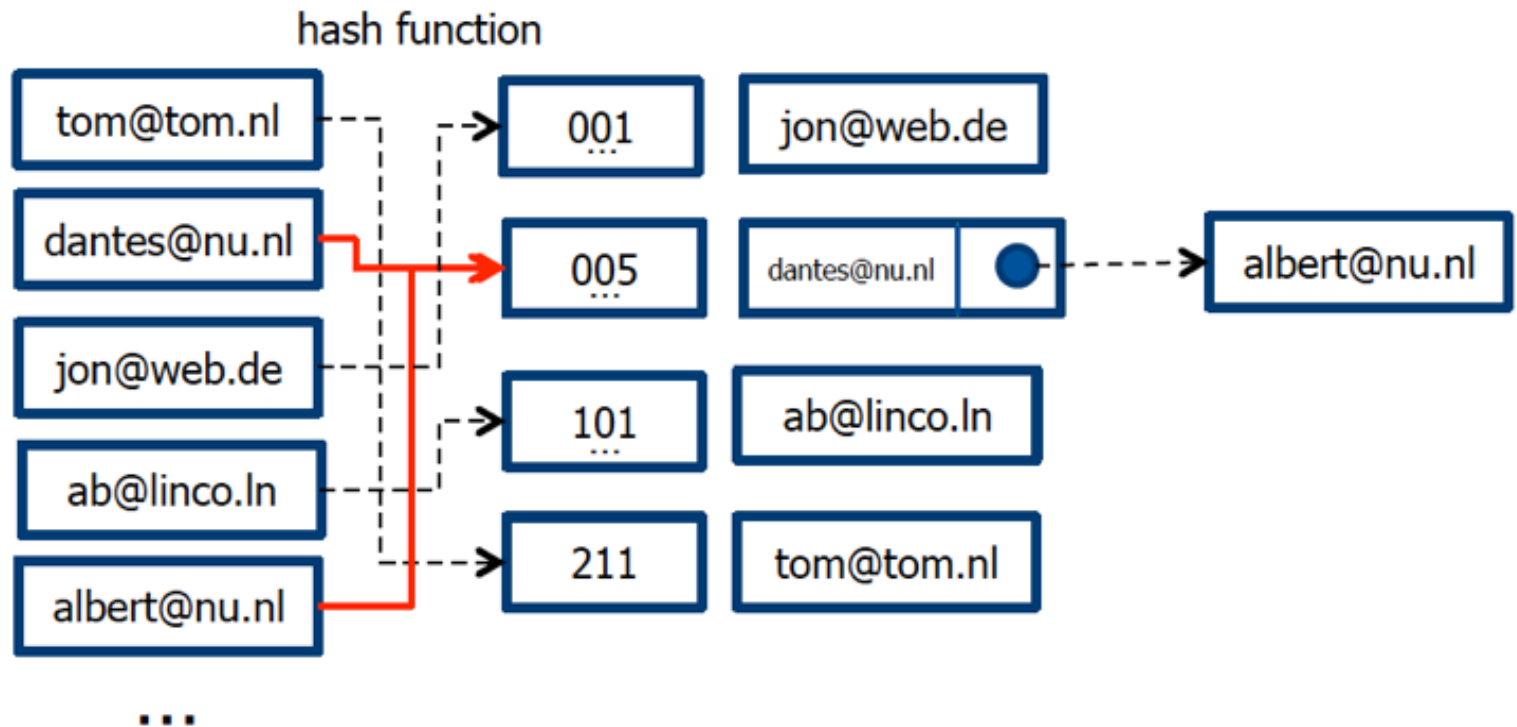 hash function
tom@tom.nl
dantes@nu.nl
jon@web.de
ab@linco.ln
albert@nu.nl
...
001
...
005
...
101
...
211
jon@web.de
dantes@nu.nl
albert@nu.nl
ab@linco.ln
tom@tom.nl